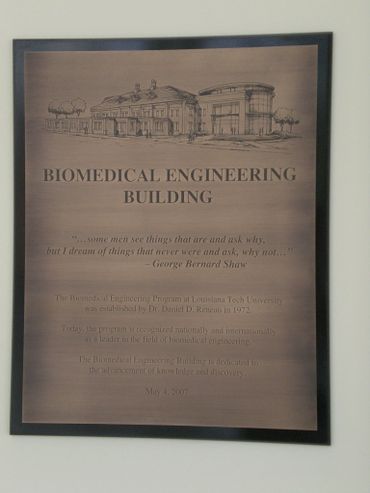 BIOMEDICAL ENGINEERING
BUILDING
“…some men see things that are and ask why,
but I dream of things that never were and ask, why not…”
– George Bernard Shaw
The Biomedical Engineering Program at Louisiana Tech University
was established by Dr. Daniel D. Reneau in 1972.
Today, the program is recognized nationally and internationally
as a leader in the field of biomedical engineering.
The Biomedical Engineering Building is dedicated to
the advancement of knowledge and discovery.
May 4, 2007